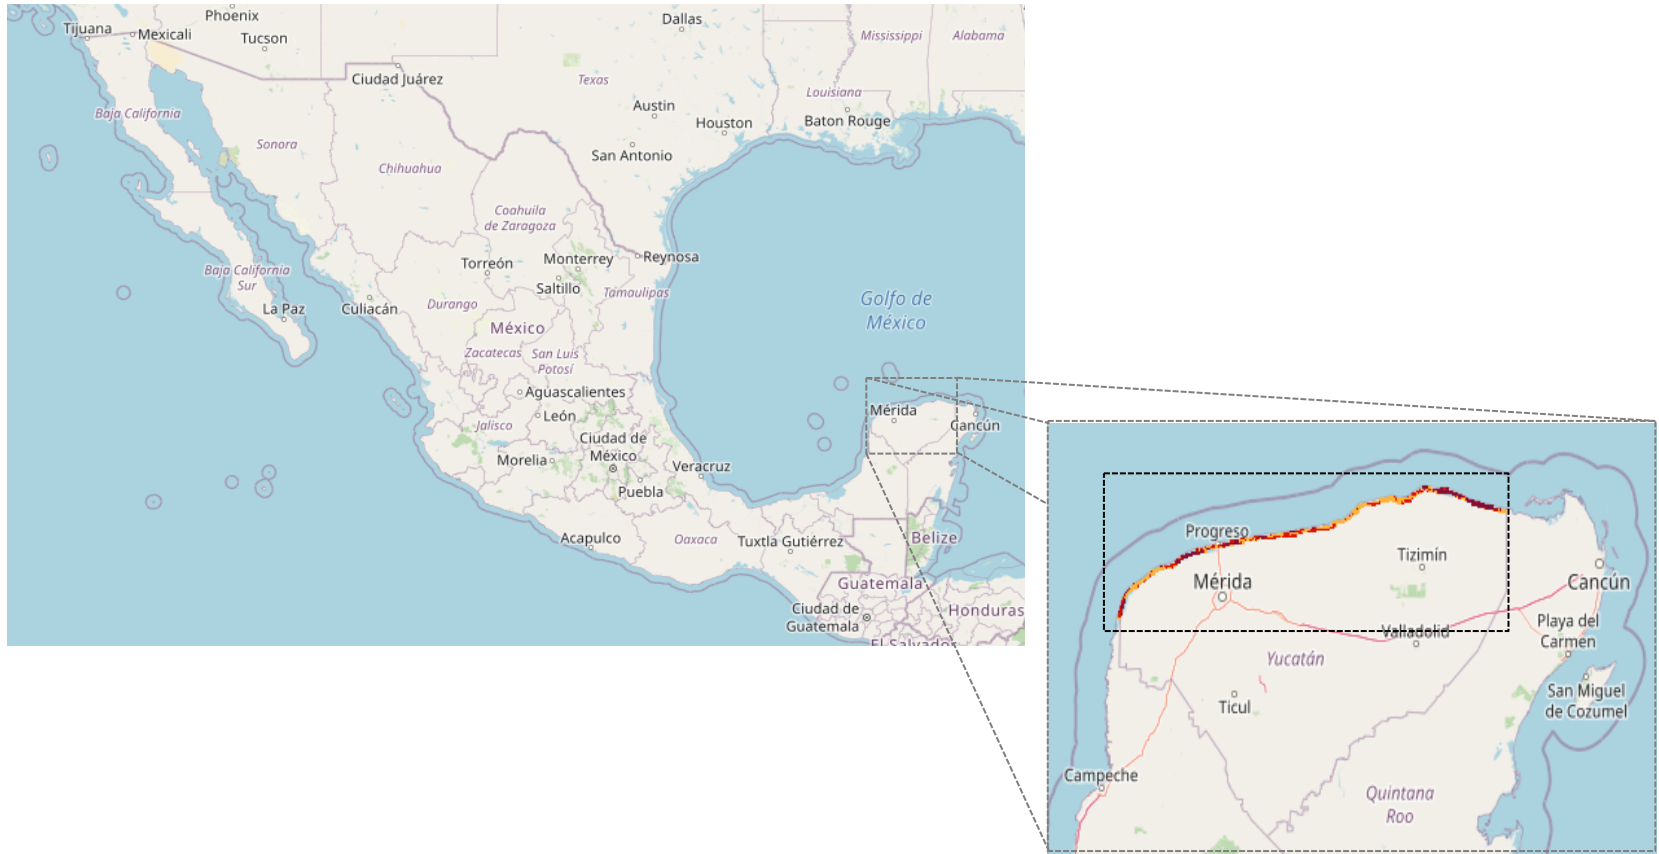 Phoenix
Tijuana
Mexicali
Tucson
Dallas
Mississippi
Alabama
Ciudad Juárez
Texas
Louisiana
Baja California
Austin
Houston
Baton Rouge
Sonora
San Antonio
Chihuahua
Coahuila
de Zaragoza
Torreón
Monterrey
Reynosa
Baja California
Sur
Saltillo
Tamaulipas
La Paz
Culiacán
Durango
Golfo de
México
México
Zacatecas
San Luis
Potosí
Aguascalientes
León
Jalisco
Mérida
Cancún
Ciudad de
México
Morelia
Veracruz
Puebla
Acapulco
Oaxaca
Tuxtla Gutiérrez
Belize
Guatemala
Ciudad de
Guatemala
Honduras
El Salvador
Progreso
Tizimín
Mérida
Cancún
Valladolid
Playa del
Carmen
Yucatán
San Miguel
de Cozumel
Ticul
Campeche
Quintana
Roo